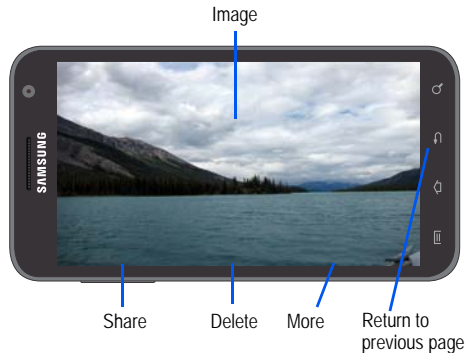 Image
SAMSUNG
Share
Delete
More
Return to
previous page